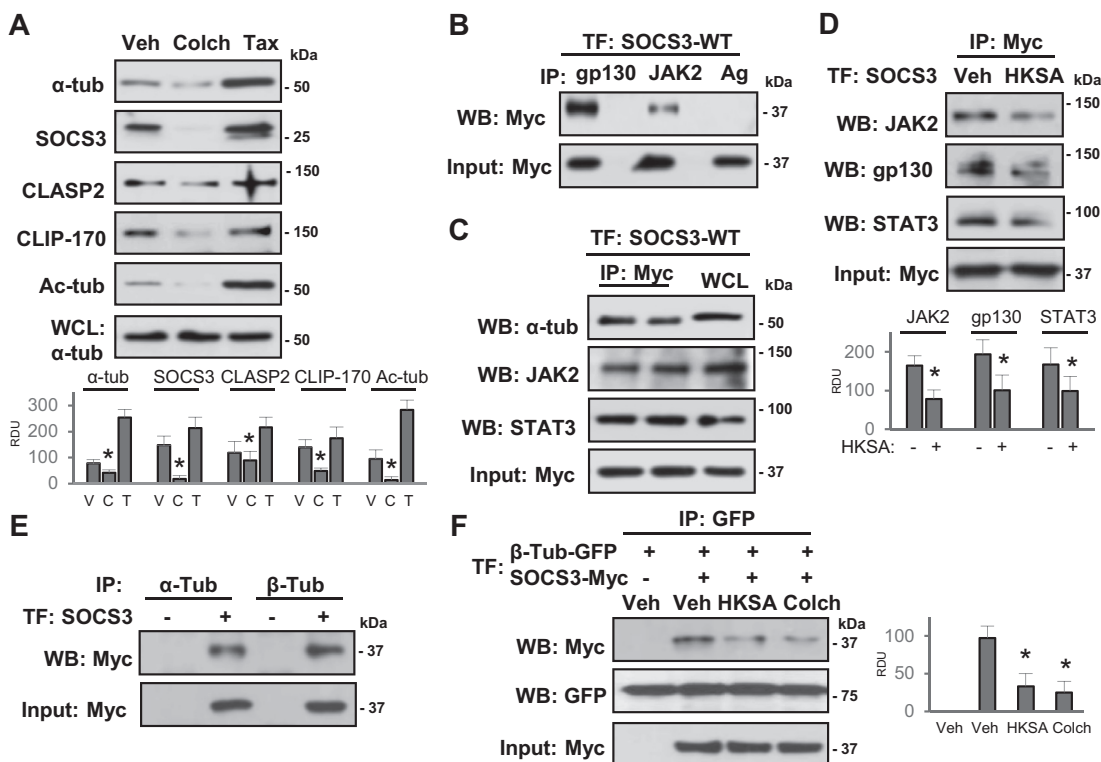 A
Veh Colch Tax
kDa
α-tub
- 50
SOCS3
- 25
CLASP2
- 150
CLIP-170
- 150
Ac-tub
- 50
WCL:
α-tub
α-tub SOCS3 CLASP2 CLIP-170 Ac-tub
RDU
300
200
100
0
* * * * *
V C T V C T V C T V C T V C T
B
TF: SOCS3-WT
IP: gp130 JAK2 Ag
kDa
WB: Myc
- 37
Input: Myc
- 37
C
TF: SOCS3-WT
IP: Myc WCL
kDa
WB: α-tub
- 50
WB: JAK2
- 150
WB: STAT3
- 100
Input: Myc
- 37
D
IP: Myc
TF: SOCS3 Veh HKSA
kDa
WB: JAK2
- 150
WB: gp130
- 150
WB: STAT3
- 100
Input: Myc
- 37
JAK2 gp130 STAT3
RDU
200
100
0
* * *
HKSA: - + - + - +
E
IP: α-Tub β-Tub
TF: SOCS3 - + - +
kDa
WB: Myc
- 37
Input: Myc
- 37
F
IP: GFP
TF:
β-Tub-GFP + + + +
SOCS3-Myc - + + +
Veh Veh HKSA Colch
kDa
WB: Myc
- 37
WB: GFP
- 75
Input: Myc
- 37
RDU
100
50
0
* *
Veh Veh HKSA Colch